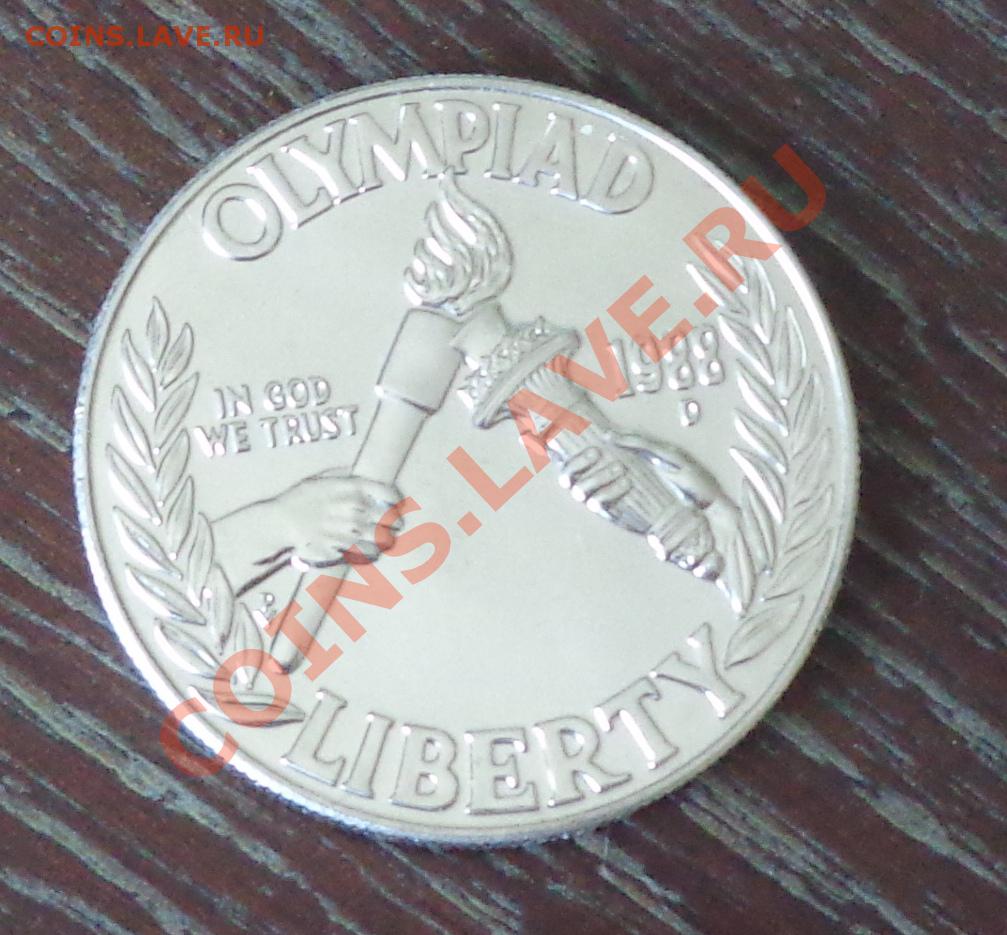 COINS.LAVE.RU
OLYMPIAD
IN GOD
WE TRUST
1988
D
LIBERTY
COINS.LAVE.RU